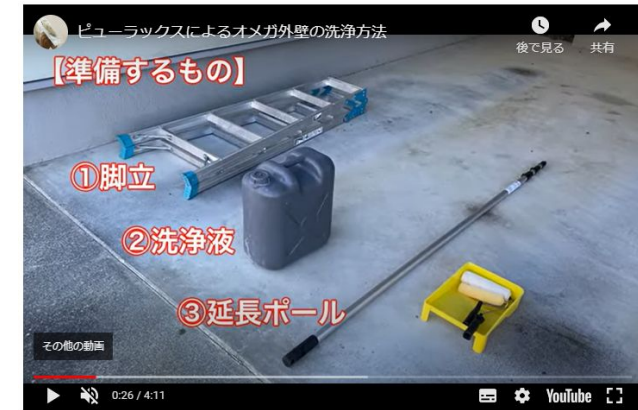 ピューラックスによるオメガ外壁の洗浄方法
後で見る
共有
【準備するもの】
①脚立
②洗浄液
③延長ポール
その他の動画
0:26 / 4:11
YouTube